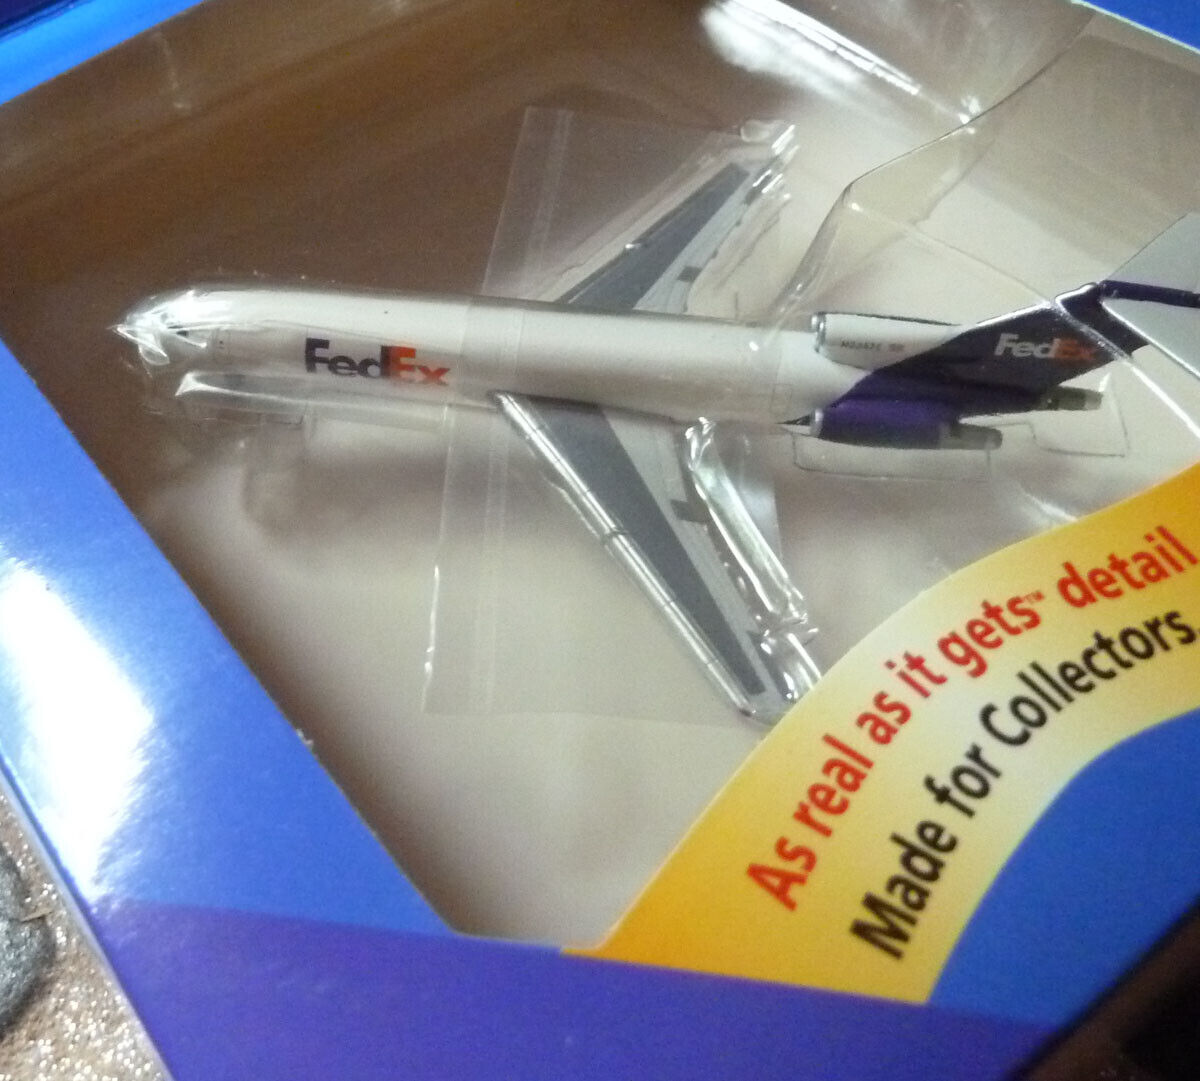 FedEx
FedEx
As real as it gets™ detail
Made for Collectors